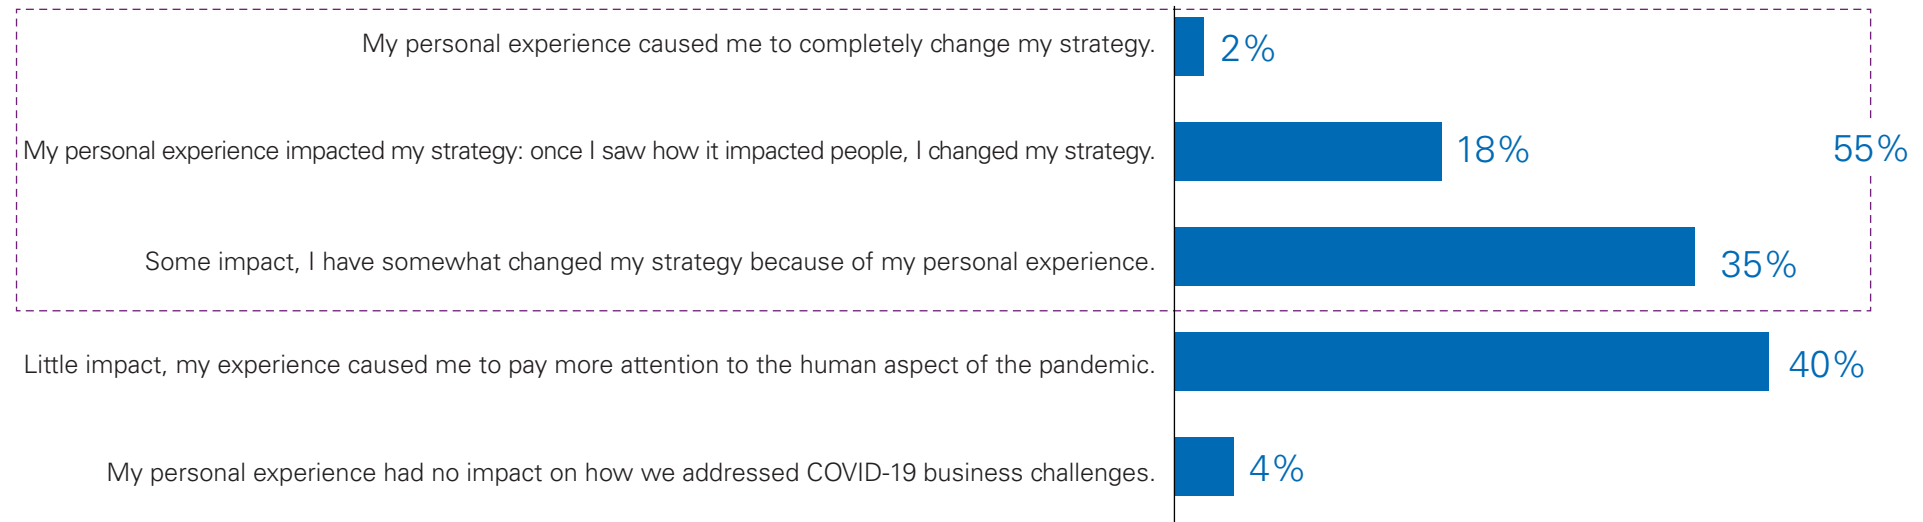 My personal experience caused me to completely change my strategy.
2%
My personal experience impacted my strategy: once I saw how it impacted people, I changed my strategy.
18%
55%
Some impact, I have somewhat changed my strategy because of my personal experience.
35%
Little impact, my experience caused me to pay more attention to the human aspect of the pandemic.
40%
My personal experience had no impact on how we addressed COVID-19 business challenges.
4%